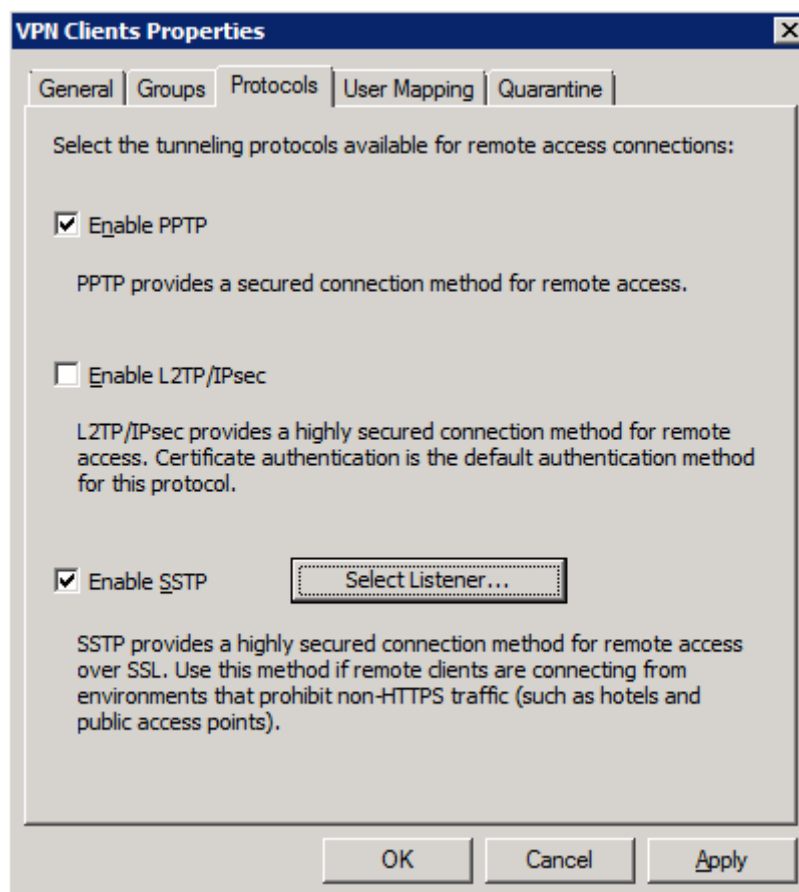 VPN Clients Properties
General Groups Protocols User Mapping Quarantine
Select the tunneling protocols available for remote access connections:
Enable PPTP
PPTP provides a secured connection method for remote access.
Enable L2TP/IPsec
L2TP/IPsec provides a highly secured connection method for remote
access. Certificate authentication is the default authentication method
for this protocol.
Enable SSTP Select Listener...
SSTP provides a highly secured connection method for remote access
over SSL. Use this method if remote clients are connecting from
environments that prohibit non-HTTPS traffic (such as hotels and
public access points).
OK Cancel Apply